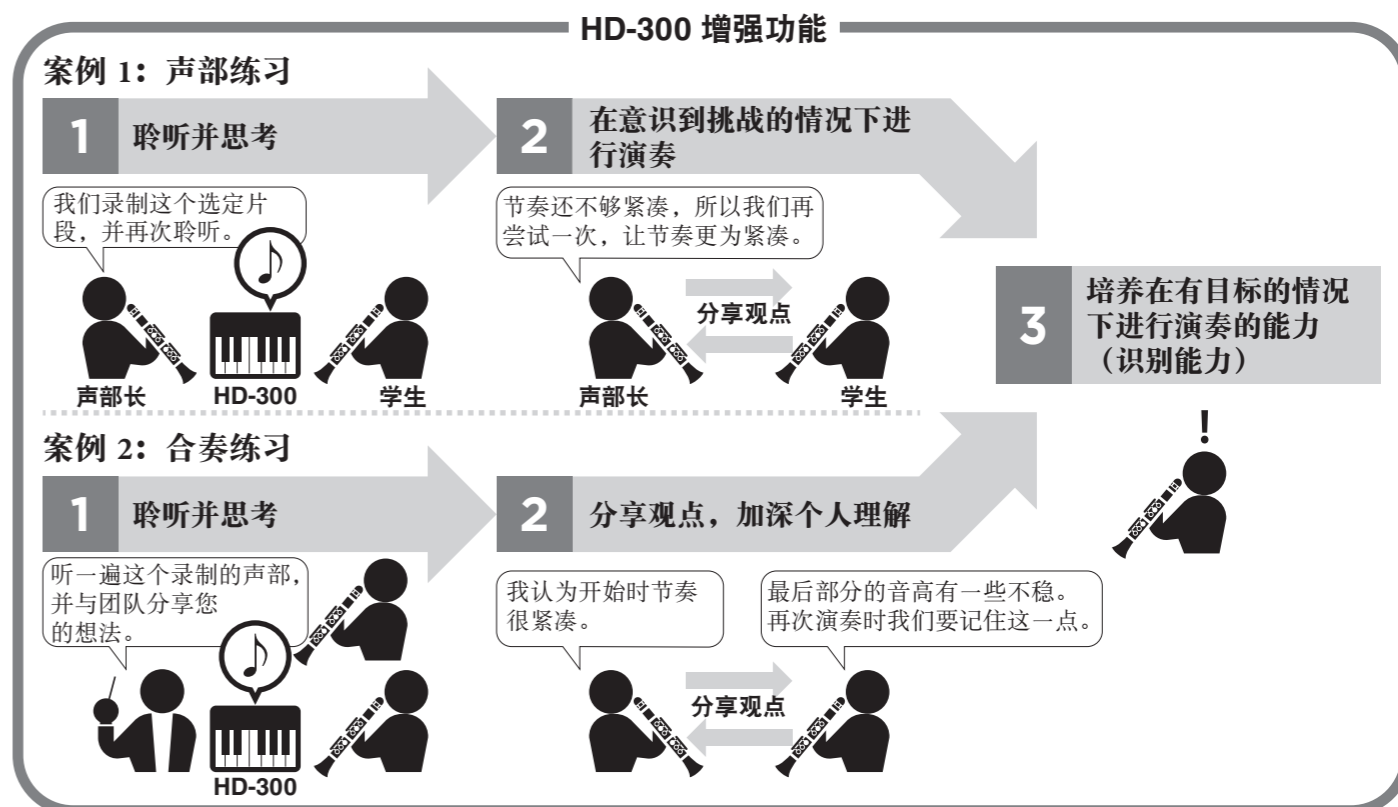 HD-300 增强功能
案例 1：声部练习
1
聆听并思考
2
在意识到挑战的情况下进
行演奏
我们录制这个选定片
段，并再次聆听。
节奏还不够紧凑，所以我们再
尝试一次，让节奏更为紧凑。
分享观点
声部长
HD-300
学生
声部长
学生
3
培养在有目标的情况
下进行演奏的能力
（识别能力）
!
案例 2：合奏练习
1
聆听并思考
2
分享观点，加深个人理解
听一遍这个录制的声部，
并与团队分享您
的想法。
我认为开始时节奏
很紧凑。
最后部分的音高有一些不稳。
再次演奏时我们要记住这一点。
分享观点
HD-300